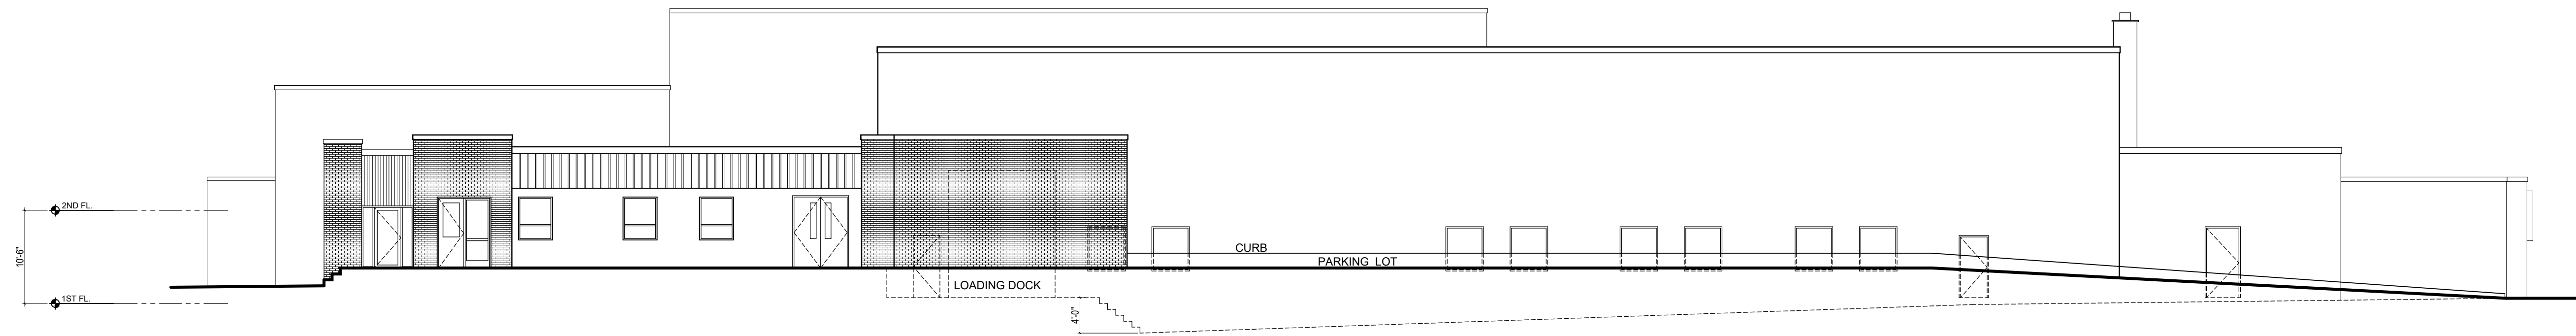 2ND FL.
10'-6"
1ST FL.
CURB
PARKING LOT
LOADING DOCK
4'-0"